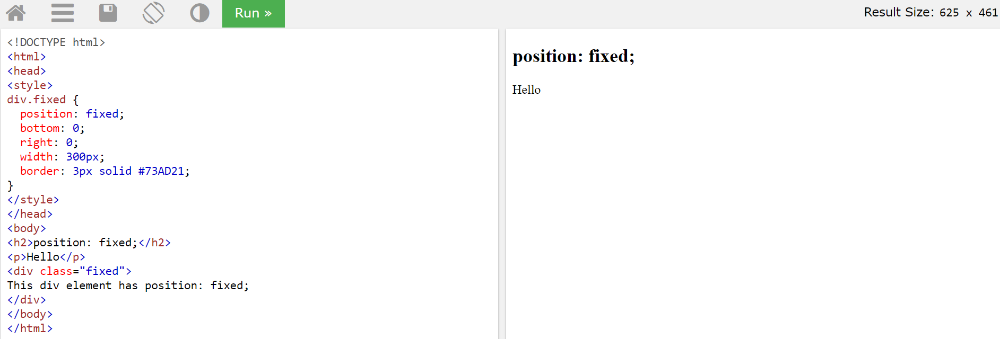 Run »
Result Size: 625 x 461
<!DOCTYPE html>
<html>
<head>
<style>
div.fixed {
  position: fixed;
  bottom: 0;
  right: 0;
  width: 300px;
  border: 3px solid #73AD21;
}
</style>
</head>
<body>
<h2>position: fixed;</h2>
<p>Hello</p>
<div class="fixed">
This div element has position: fixed;
</div>
</body>
</html>
position: fixed;
Hello